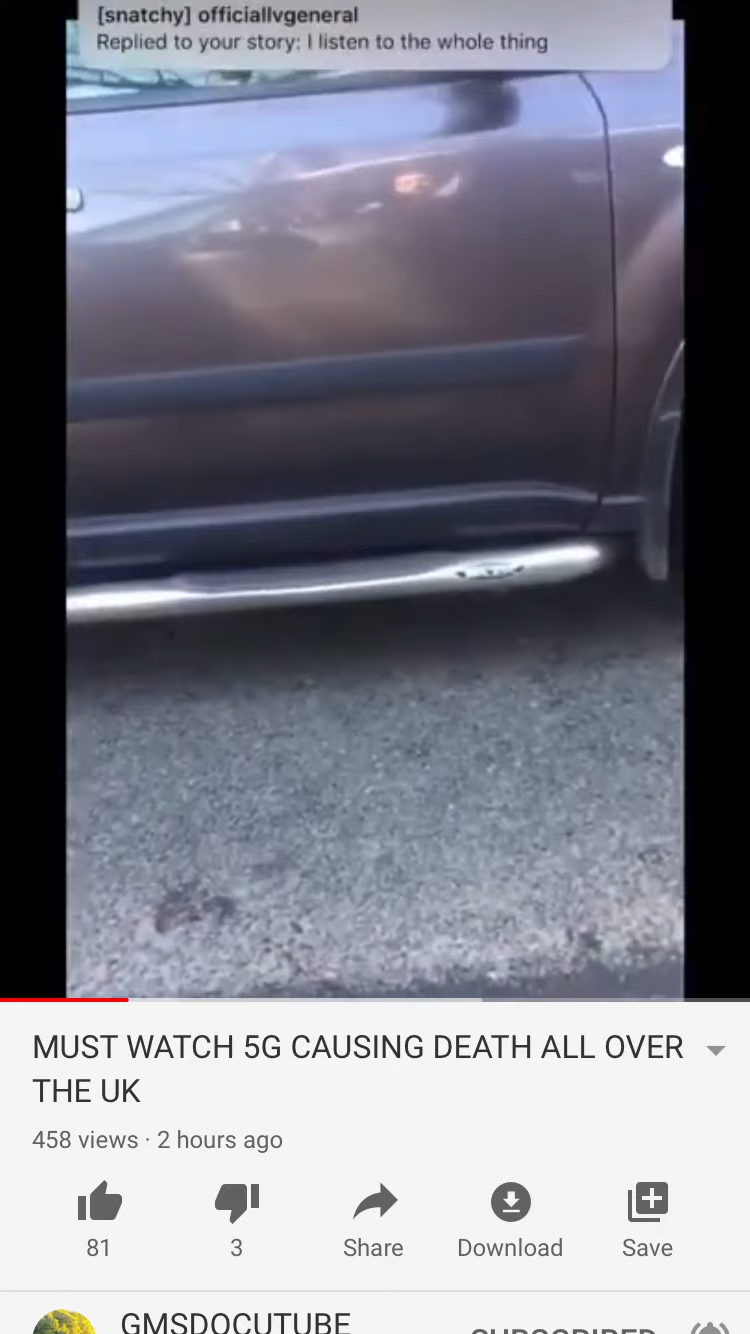 [snatchy] officiallvgeneral
Replied to your story: I listen to the whole thing
MUST WATCH 5G CAUSING DEATH ALL OVER
THE UK
458 views · 2 hours ago
81
3
Share
Download
Save
GMSDOCUTUBE
SUBSCRIBED